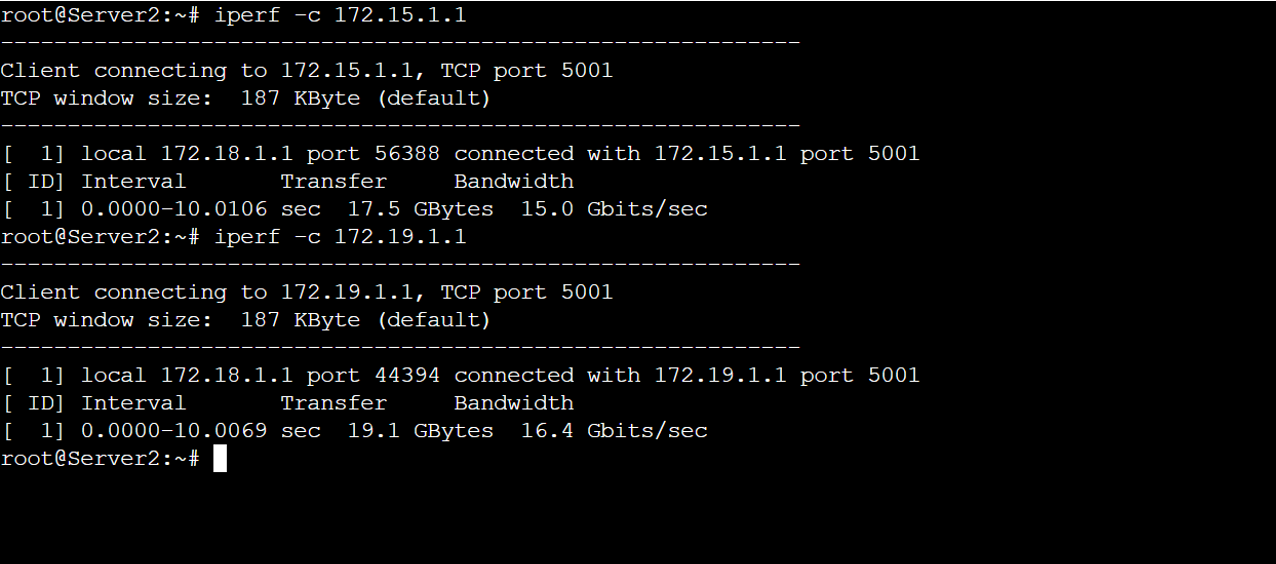 root@Server2:~# iperf -c 172.15.1.1
------------------------------------------------------------
Client connecting to 172.15.1.1, TCP port 5001
TCP window size:  187 KByte (default)
------------------------------------------------------------
[  1] local 172.18.1.1 port 56388 connected with 172.15.1.1 port 5001
[ ID] Interval       Transfer     Bandwidth
[  1] 0.0000-10.0106 sec  17.5 GBytes  15.0 Gbits/sec
root@Server2:~# iperf -c 172.19.1.1
------------------------------------------------------------
Client connecting to 172.19.1.1, TCP port 5001
TCP window size:  187 KByte (default)
------------------------------------------------------------
[  1] local 172.18.1.1 port 44394 connected with 172.19.1.1 port 5001
[ ID] Interval       Transfer     Bandwidth
[  1] 0.0000-10.0069 sec  19.1 GBytes  16.4 Gbits/sec
root@Server2:~#